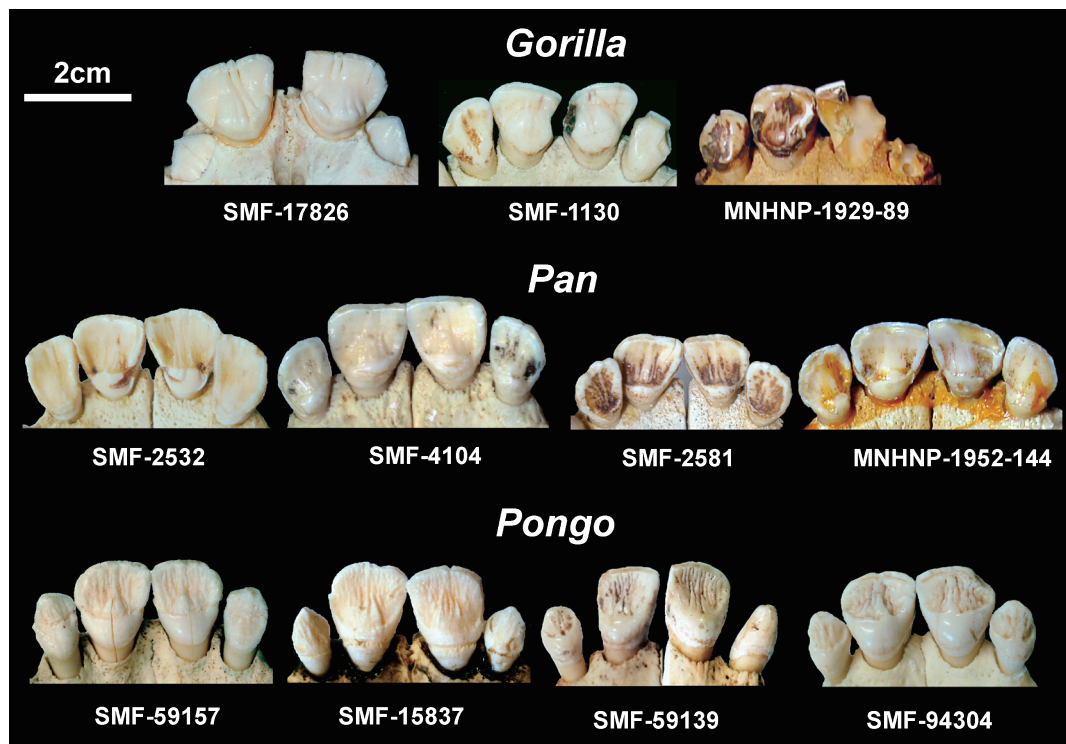 Gorilla
2cm
SMF-17826 SMF-1130 MNHNP-1929-89
Pan
SMF-2532 SMF-4104 SMF-2581 MNHNP-1952-144
Pongo
SMF-59157 SMF-15837 SMF-59139 SMF-94304